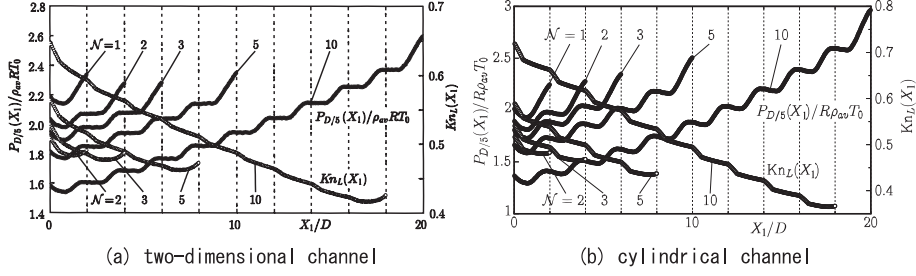 2.8
2.6
2.4
2.2
2.0
1.8
1.6
1.4
P_{D/5}(X_1)/ρ_{av}RT_0
0.7
0.6
0.5
0.4
Kn_L(X_1)
𝒩=1
2
3
5
10
P_{D/5}(X_1)/ρ_{av}RT_0
Kn_L(X_1)
𝒩=2
3
5
10
0
10
20
X_1/D
(a) two-dimensional channel
3
2.5
2
1.5
1
P_{D/5}(X_1)/Rρ_{av}T_0
0.8
0.7
0.6
0.5
0.4
Kn_L(X_1)
𝒩=1
2
3
5
10
P_{D/5}(X_1)/Rρ_{av}T_0
Kn_L(X_1)
𝒩=2
3
5
10
0
10
20
X_1/D
(b) cylindrical channel